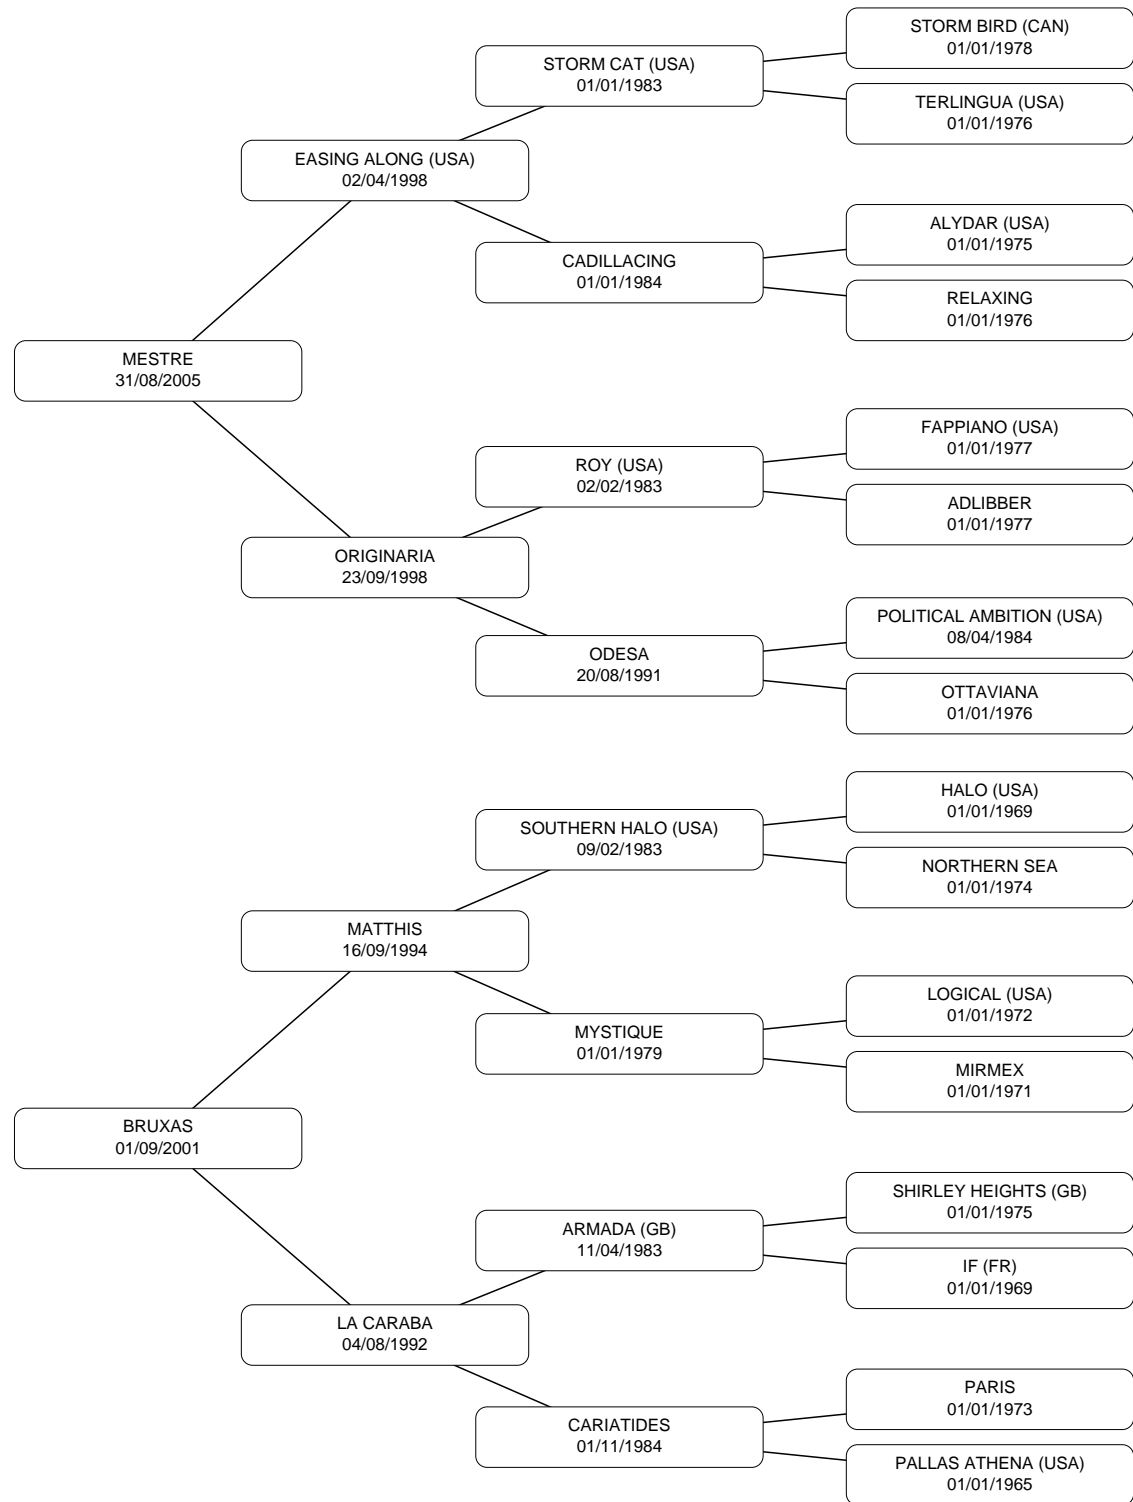 STORM BIRD (CAN)
01/01/1978
STORM CAT (USA)
01/01/1983
TERLINGUA (USA)
01/01/1976
EASING ALONG (USA)
02/04/1998
ALYDAR (USA)
01/01/1975
CADILLACING
01/01/1984
RELAXING
01/01/1976
MESTRE
31/08/2005
FAPPIANO (USA)
01/01/1977
ROY (USA)
02/02/1983
ADLIBBER
01/01/1977
ORIGINARIA
23/09/1998
POLITICAL AMBITION (USA)
08/04/1984
ODESA
20/08/1991
OTTAVIANA
01/01/1976
HALO (USA)
01/01/1969
SOUTHERN HALO (USA)
09/02/1983
NORTHERN SEA
01/01/1974
MATTHIS
16/09/1994
LOGICAL (USA)
01/01/1972
MYSTIQUE
01/01/1979
MIRMEX
01/01/1971
BRUXAS
01/09/2001
SHIRLEY HEIGHTS (GB)
01/01/1975
ARMADA (GB)
11/04/1983
IF (FR)
01/01/1969
LA CARABA
04/08/1992
PARIS
01/01/1973
CARIATIDES
01/11/1984
PALLAS ATHENA (USA)
01/01/1965